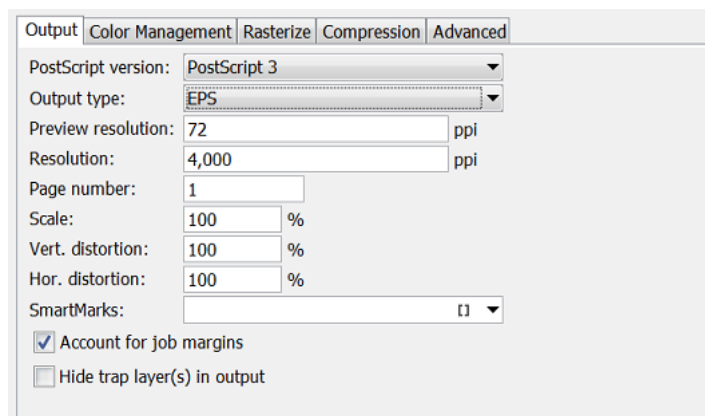 Output Color Management Rasterize Compression Advanced
PostScript version: PostScript 3
Output type: EPS
Preview resolution: 72 ppi
Resolution: 4,000 ppi
Page number: 1
Scale: 100 %
Vert. distortion: 100 %
Hor. distortion: 100 %
SmartMarks: []
Account for job margins
Hide trap layer(s) in output